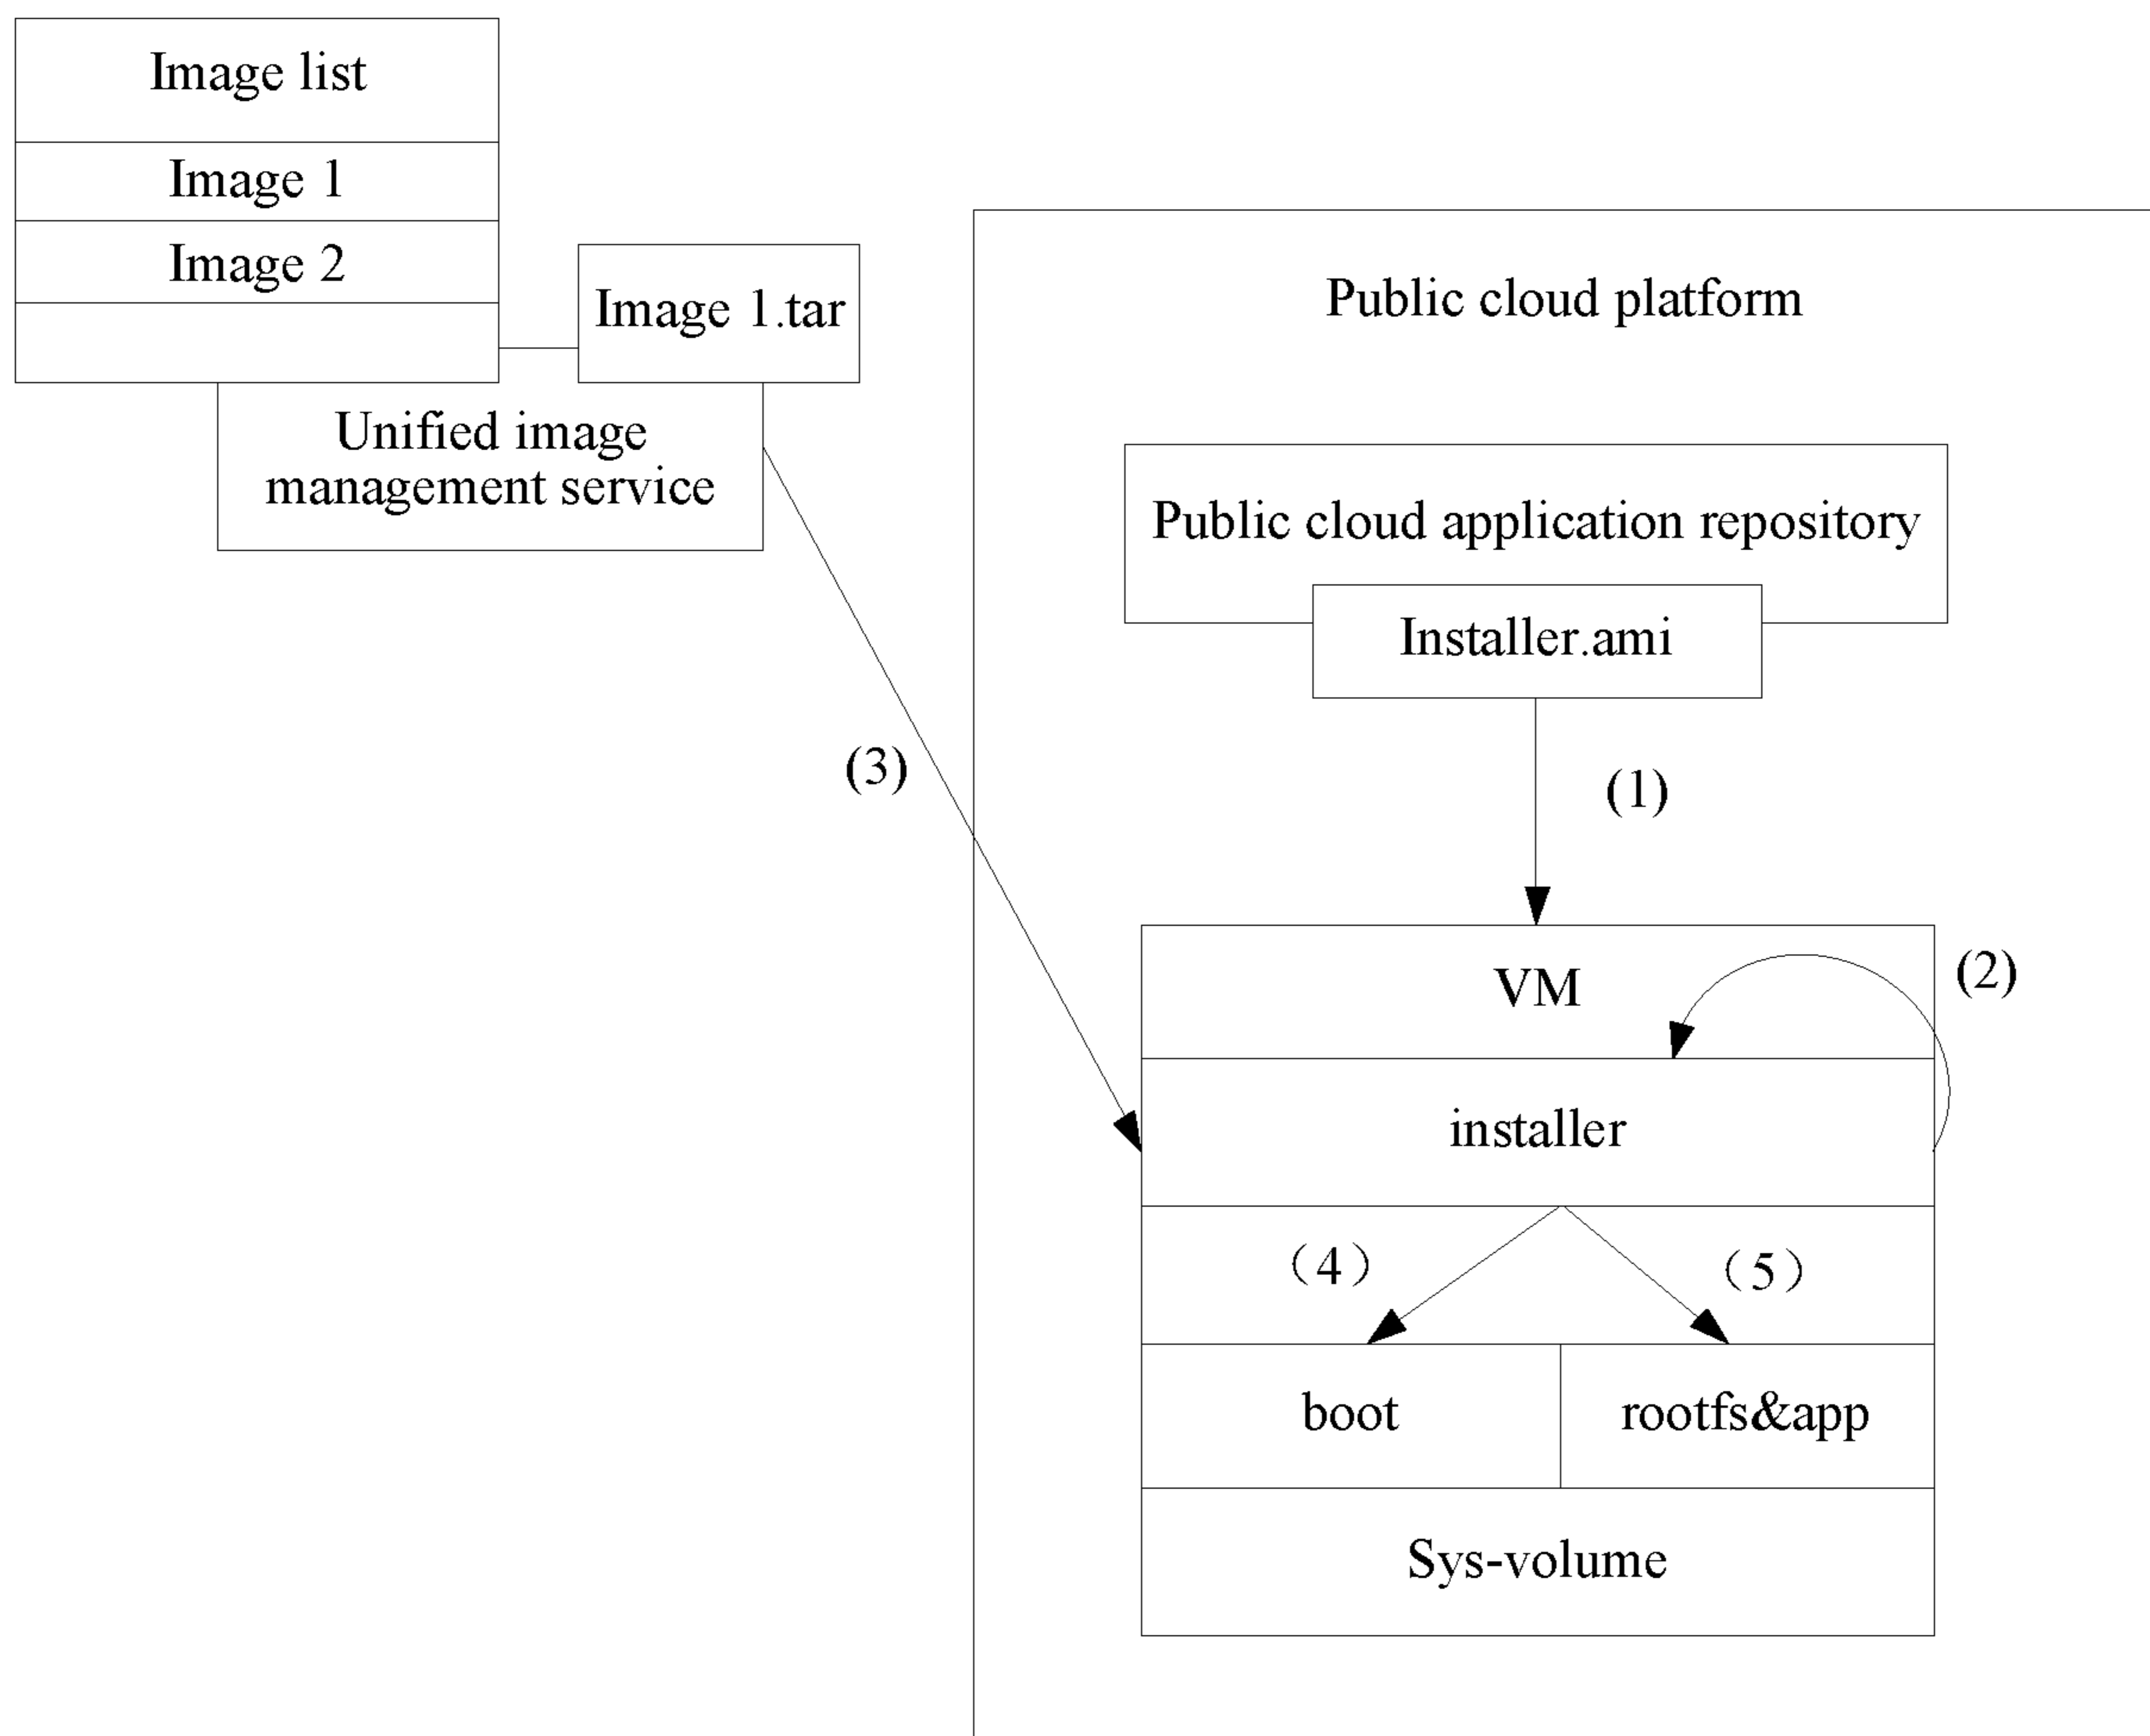 Image list
Image 1
Image 2
Image 1.tar
Unified image
management service
Public cloud platform
Public cloud application repository
Installer.ami
(3)
(1)
VM
(2)
installer
（4）
（5）
boot
rootfs&app
Sys-volume